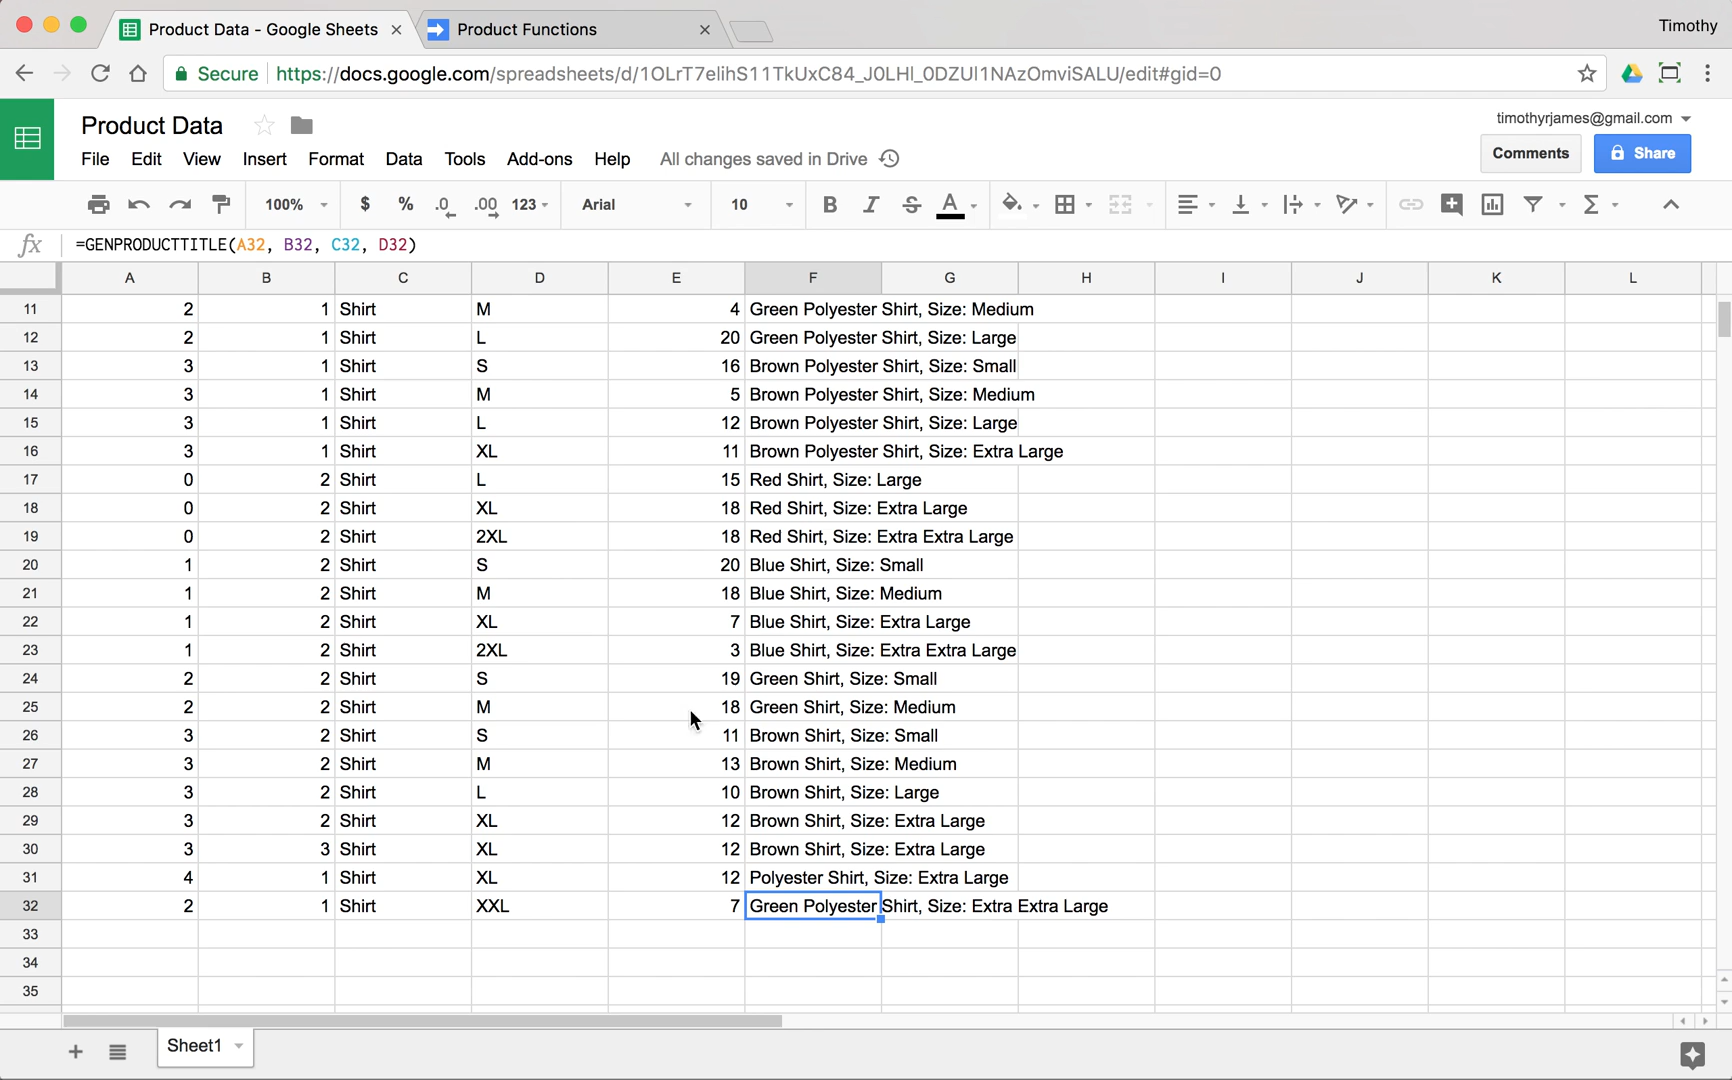 Product Data - Google Sheets
Product Functions
Timothy
Secure https://docs.google.com/spreadsheets/d/1OLrT7elihS11TkUxC84_J0LHl_0DZUl1NAzOmviSALU/edit#gid=0
Product Data
timothyrjames@gmail.com
File Edit View Insert Format Data Tools Add-ons Help All changes saved in Drive
Comments Share
100% $ % .0 .00 123 Arial 10 B I S A Σ
fx =GENPRODUCTTITLE(A32, B32, C32, D32)
A B C D E F G H I J K L
11 2 1 Shirt M 4 Green Polyester Shirt, Size: Medium
12 2 1 Shirt L 20 Green Polyester Shirt, Size: Large
13 3 1 Shirt S 16 Brown Polyester Shirt, Size: Small
14 3 1 Shirt M 5 Brown Polyester Shirt, Size: Medium
15 3 1 Shirt L 12 Brown Polyester Shirt, Size: Large
16 3 1 Shirt XL 11 Brown Polyester Shirt, Size: Extra Large
17 0 2 Shirt L 15 Red Shirt, Size: Large
18 0 2 Shirt XL 18 Red Shirt, Size: Extra Large
19 0 2 Shirt 2XL 18 Red Shirt, Size: Extra Extra Large
20 1 2 Shirt S 20 Blue Shirt, Size: Small
21 1 2 Shirt M 18 Blue Shirt, Size: Medium
22 1 2 Shirt XL 7 Blue Shirt, Size: Extra Large
23 1 2 Shirt 2XL 3 Blue Shirt, Size: Extra Extra Large
24 2 2 Shirt S 19 Green Shirt, Size: Small
25 2 2 Shirt M 18 Green Shirt, Size: Medium
26 3 2 Shirt S 11 Brown Shirt, Size: Small
27 3 2 Shirt M 13 Brown Shirt, Size: Medium
28 3 2 Shirt L 10 Brown Shirt, Size: Large
29 3 2 Shirt XL 12 Brown Shirt, Size: Extra Large
30 3 3 Shirt XL 12 Brown Shirt, Size: Extra Large
31 4 1 Shirt XL 12 Polyester Shirt, Size: Extra Large
32 2 1 Shirt XXL 7 Green Polyester Shirt, Size: Extra Extra Large
33
34
35
Sheet1